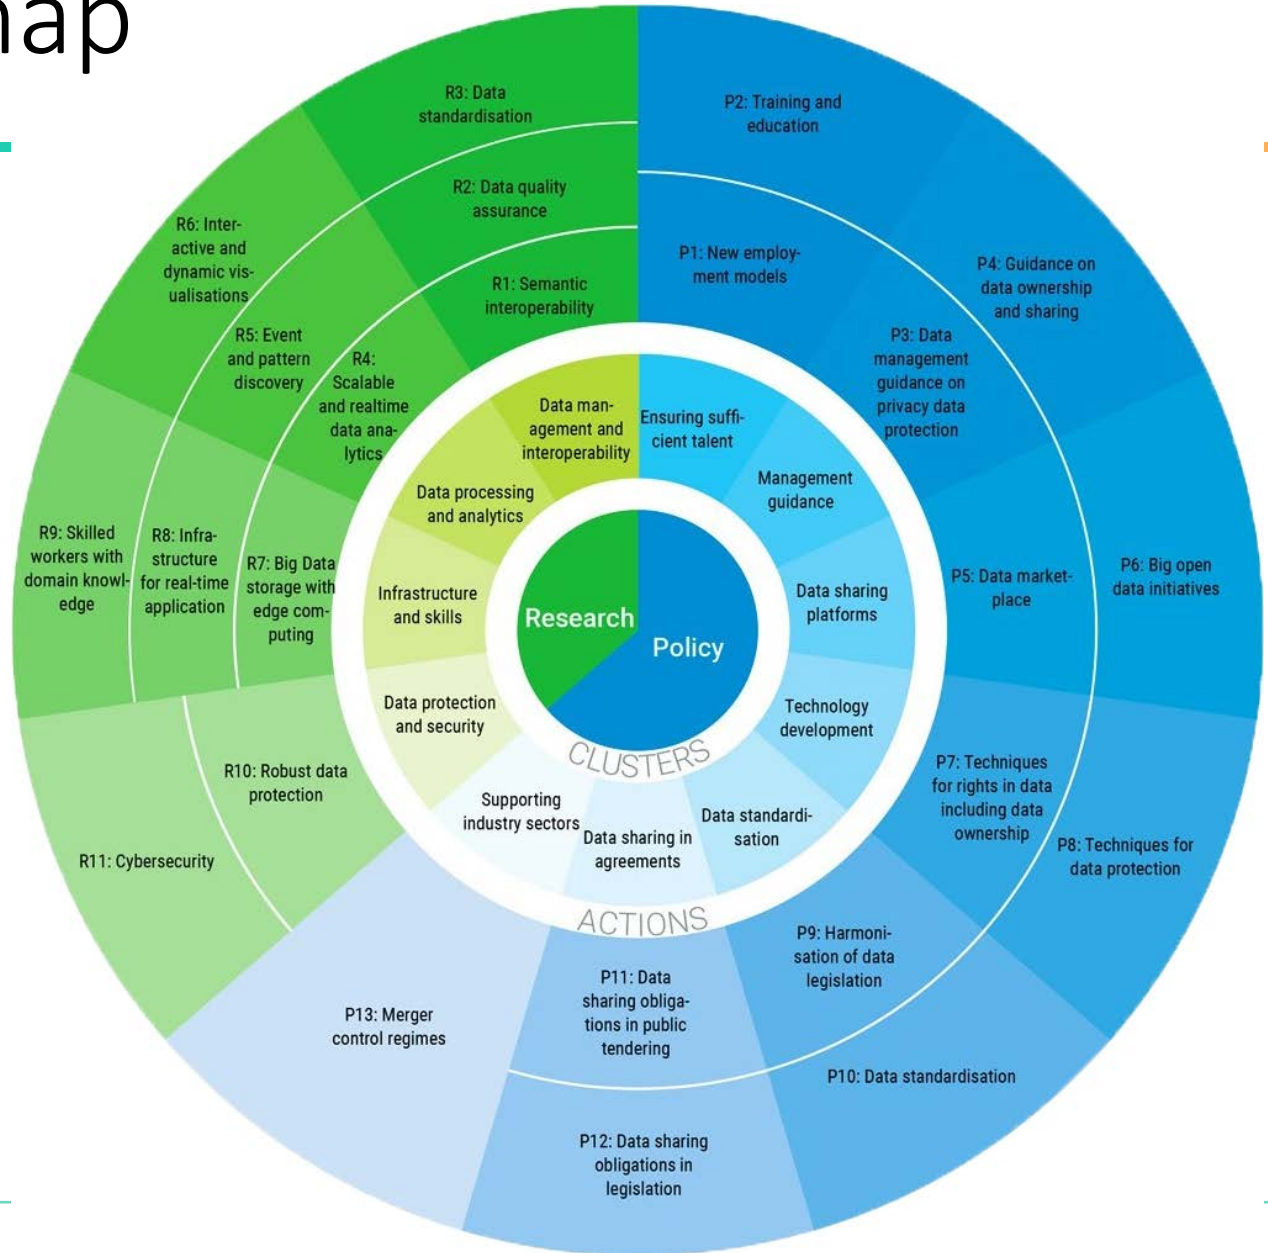 R3: Data
standardisation
R2: Data quality
assurance
R1: Semantic
interoperability
P2: Training and
education
P1: New employ-
ment models
P4: Guidance on
data ownership
and sharing
P3: Data
management
guidance on
privacy data
protection
R6: Inter-
active and
dynamic vis-
ualisations
R5: Event
and pattern
discovery
R4:
Scalable
and realtime
data ana-
lytics
Data man-
agement and
interoperability
Ensuring suffi-
cient talent
Data processing
and analytics
Management
guidance
R9: Skilled
workers with
domain knowl-
edge
R8: Infra-
structure
for real-time
application
R7: Big Data
storage with
edge com-
puting
Infrastructure
and skills
Research
Policy
Data sharing
platforms
P5: Data market-
place
P6: Big open
data initiatives
Data protection
and security
Technology
development
CLUSTERS
Supporting
industry sectors
Data sharing in
agreements
Data standardi-
sation
R10: Robust data
protection
R11: Cybersecurity
P7: Techniques
for rights in data
including data
ownership
P8: Techniques for
data protection
ACTIONS
P9: Harmoni-
sation of data
legislation
P10: Data standardisation
P11: Data
sharing obliga-
tions in public
tendering
P12: Data sharing
obligations in
legislation
P13: Merger
control regimes